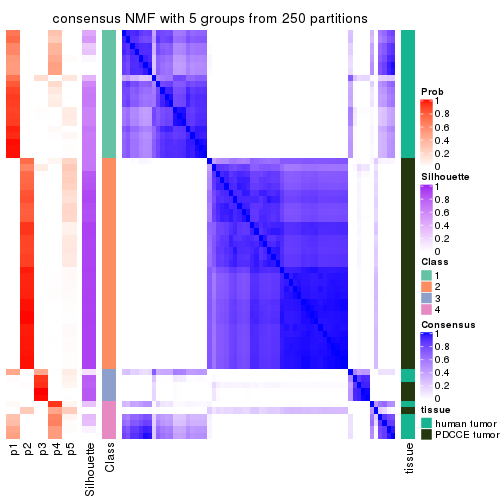 consensus NMF with 5 groups from 250 partitions
Prob
1
0.8
0.6
0.4
0.2
0
Silhouette
1
0.8
0.6
0.4
0.2
0
Class
1
2
3
4
Consensus
1
0.8
0.6
0.4
0.2
0
tissue
human tumor
PDCCE tumor
p1
p2
p3
p4
p5
Silhouette
Class
tissue